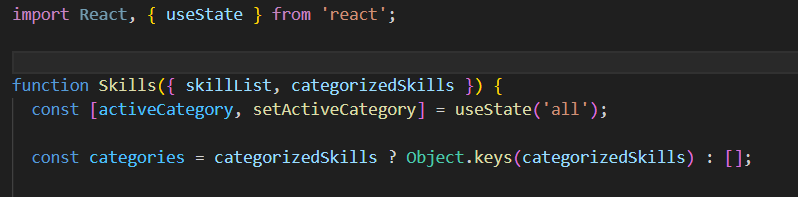 import React, { useState } from 'react';
function Skills({ skillList, categorizedSkills }) {
const [activeCategory, setActiveCategory] = useState('all');
const categories = categorizedSkills ? Object.keys(categorizedSkills) : [];